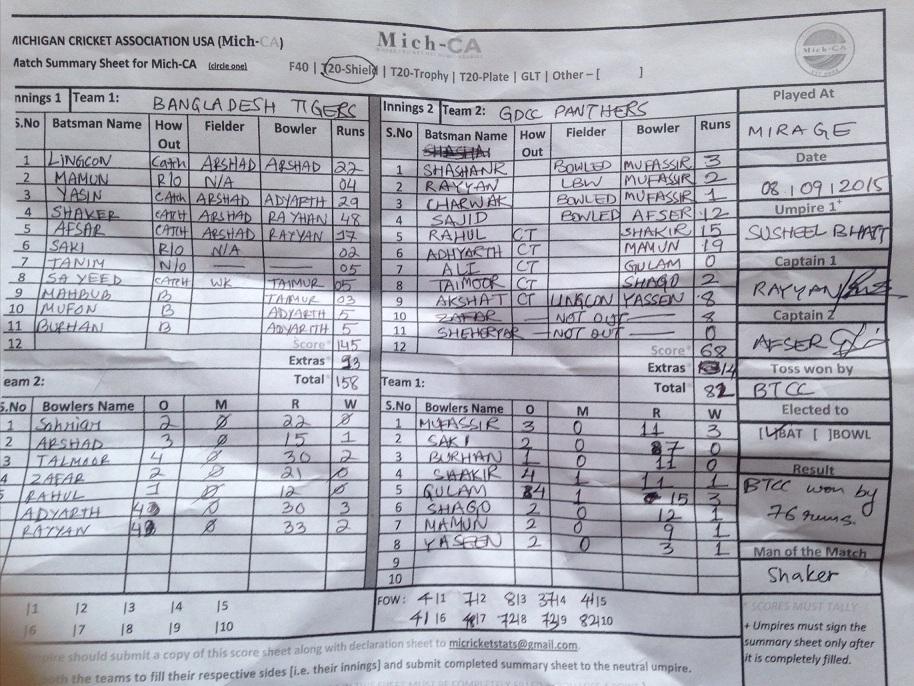 MICHIGAN CRICKET ASSOCIATION USA (Mich-CA)
Mich-CA
Match Summary Sheet for Mich-CA (circle one) F40 | T20-Shield | T20-Trophy | T20-Plate | GLT | Other – [ ]
Mich-CA
Innings 1 Team 1: BANGLADESH TIGERS
S.No Batsman Name How Out Fielder Bowler Runs
1 LINGCON Cath ARSHAD ARSHAD 22
2 MAMUN R/O N/A 04
3 YASIN CAtH ARSHAD ADYARTH 29
4 SHAKER CATCH ARSHAD RAYHAN 48
5 AFSAR CATCH ARSHAD RAYYAN 17
6 SAKI R/O N/A 02
7 TANIM N/O — — 05
8 SAYEED CATCH WK TAIMUR 05
9 MAHBUB B TAIMUR 03
10 MUFON B ADYARTH 5
11 BURHAN B ADYARTH 5
12
Score* 145
Extras 13
Total 158
Team 2:
S.No Bowlers Name O M R W
1 Sohnian 2 0 22 0
2 ARSHAD 3 0 15 1
3 TALMOOR 4 0 30 2
4 ZAFAR 2 0 21 0
5 RAHUL 1 0 12 0
ADYARTH 4 0 30 3
RAYYAN 4 0 33 2
|1 |2 |3 |4 |5
|6 |7 |8 |9 |10
Innings 2 Team 2: GDCC PANTHERS
S.No Batsman Name How Out Fielder Bowler Runs
SHASHAI
1 SHASHANK BOWLED MUFASSIR 3
2 RAYYAN LBW MUFASSIR 2
3 CHARWAK BOWLED MUFASSIR 1
4 SAJID BOWLED AFSER 12
5 RAHUL CT SHAKIR 15
6 ADHYARTH CT MAMUN 19
7 ALI CT GULAM 0
8 TAIMOOR CT SHAGO 2
9 AKSHAT CT LINGCON YASSEN 8
10 ZAFAR — NOT OUT — 8
11 SHEHERYAR — NOT OUT — 0
12
Score* 68
Extras 14
Total 82
Team 1:
S.No Bowlers Name O M R W
1 MUFASSIR 3 0 11 3
2 SAKI 2 0 7 0
3 BURHAN 1 0 11 0
4 SHAKIR 4 1 11 1
5 GULAM 4 1 15 3
6 SHAGO 2 0 12 1
7 MAMUN 2 0 9 1
8 YASEEN 2 0 3 1
9
10
FOW: 4/1 7/2 8/3 37/4 41/5
41/6 48/7 72/8 72/9 82/10
Played At
MIRAGE
Date
08/09/2015
Umpire 1+
SUSHEEL BHATT
Captain 1
RAYYAN
Captain 2
AFSER
Toss won by
BTCC
Elected to
[ ]BAT [ ]BOWL
Result
BTCC won by
76 runs.
Man of the Match
Shaker
* SCORES MUST TALLY
+ Umpires must sign the
summary sheet only after
it is completely filled.
umpire should submit a copy of this score sheet along with declaration sheet to micricketstats@gmail.com.
both the teams to fill their respective sides [i.e. their innings] and submit completed summary sheet to the neutral umpire.